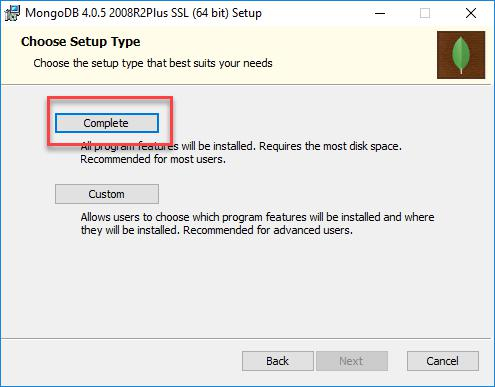 MongoDB 4.0.5 2008R2Plus SSL (64 bit) Setup
Choose Setup Type
Choose the setup type that best suits your needs
Complete
All program features will be installed. Requires the most disk space.
Recommended for most users.
Custom
Allows users to choose which program features will be installed and where
they will be installed. Recommended for advanced users.
Back Next Cancel